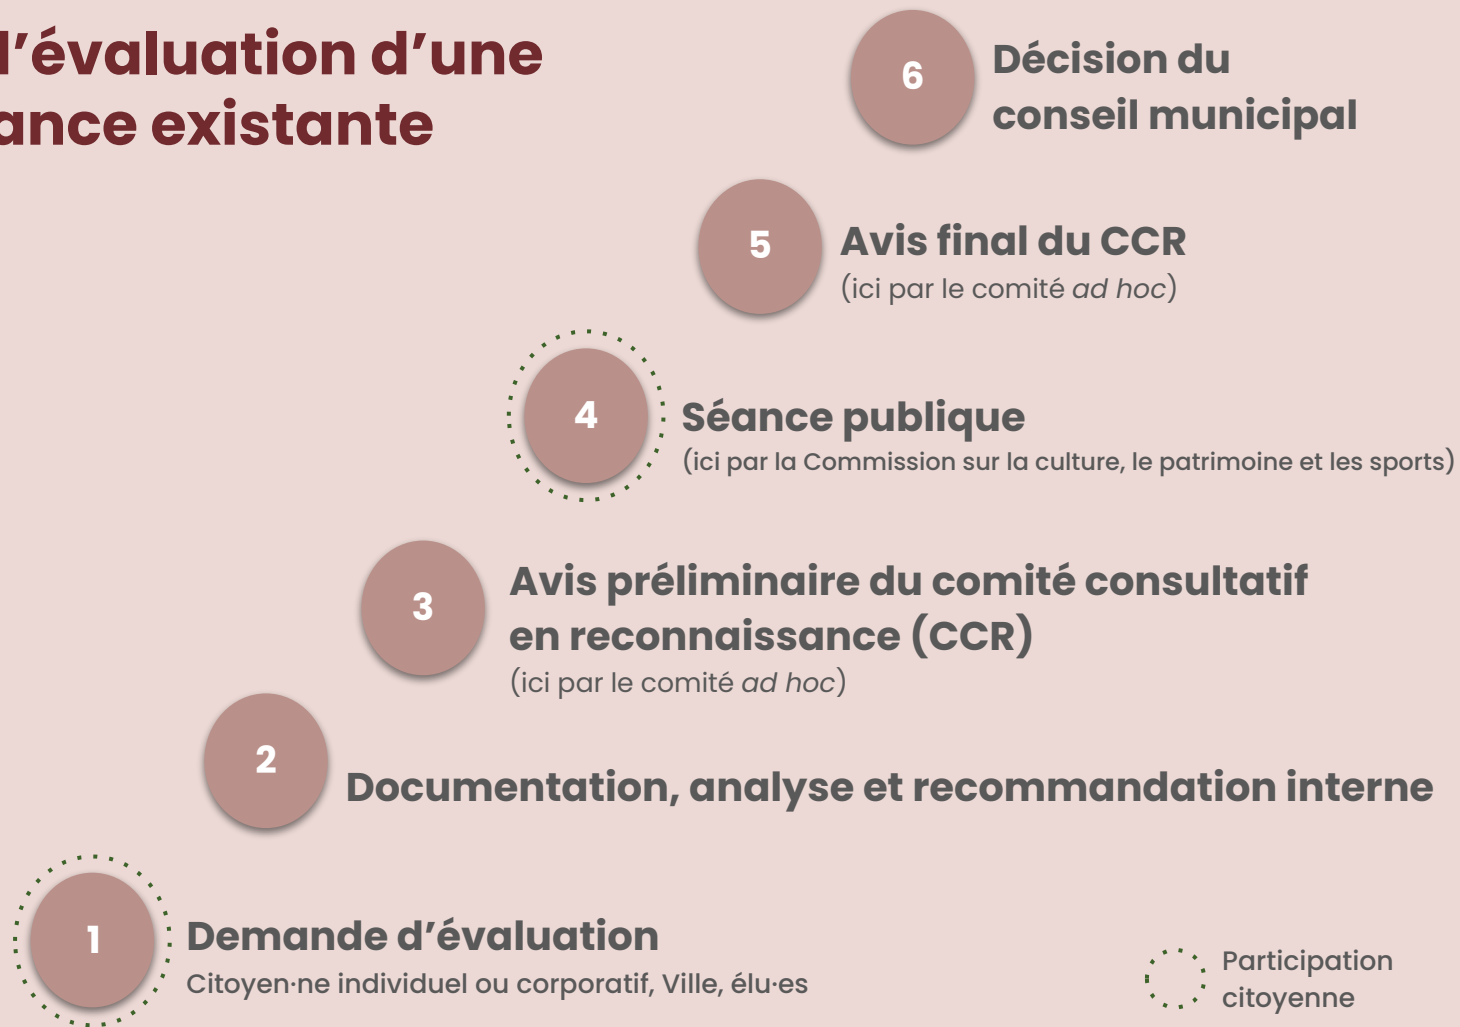 l'évaluation d'une
ance existante
6
Décision du
conseil municipal
5
Avis final du CCR
(ici par le comité ad hoc)
4
Séance publique
(ici par la Commission sur la culture, le patrimoine et les sports)
3
Avis préliminaire du comité consultatif
en reconnaissance (CCR)
(ici par le comité ad hoc)
2
Documentation, analyse et recommandation interne
1
Demande d'évaluation
Citoyen·ne individuel ou corporatif, Ville, élu·es
Participation
citoyenne